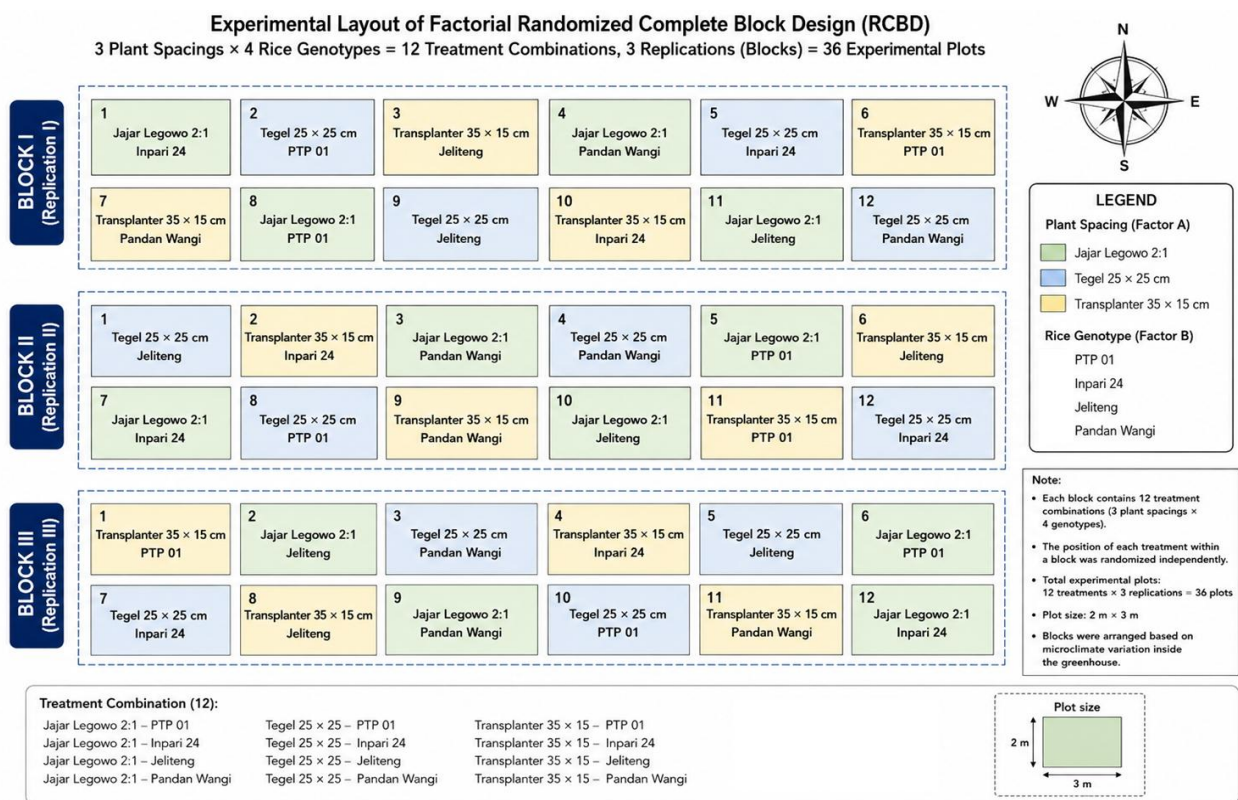 Experimental Layout of Factorial Randomized Complete Block Design (RCBD)
3 Plant Spacings × 4 Rice Genotypes = 12 Treatment Combinations, 3 Replications (Blocks) = 36 Experimental Plots
BLOCK I
(Replication I)
1
Jajar Legowo 2:1
Inpari 24
2
Tegel 25 × 25 cm
PTP 01
3
Transplanter 35 × 15 cm
Jeliteng
4
Jajar Legowo 2:1
Pandan Wangi
5
Tegel 25 × 25 cm
Inpari 24
6
Transplanter 35 × 15 cm
PTP 01
7
Transplanter 35 × 15 cm
Pandan Wangi
8
Jajar Legowo 2:1
PTP 01
9
Tegel 25 × 25 cm
Jeliteng
10
Transplanter 35 × 15 cm
Inpari 24
11
Jajar Legowo 2:1
Jeliteng
12
Tegel 25 × 25 cm
Pandan Wangi
BLOCK II
(Replication II)
1
Tegel 25 × 25 cm
Jeliteng
2
Transplanter 35 × 15 cm
Inpari 24
3
Jajar Legowo 2:1
Pandan Wangi
4
Tegel 25 × 25 cm
Pandan Wangi
5
Jajar Legowo 2:1
PTP 01
6
Transplanter 35 × 15 cm
Jeliteng
7
Jajar Legowo 2:1
Inpari 24
8
Tegel 25 × 25 cm
PTP 01
9
Transplanter 35 × 15 cm
Pandan Wangi
10
Jajar Legowo 2:1
Jeliteng
11
Transplanter 35 × 15 cm
PTP 01
12
Tegel 25 × 25 cm
Inpari 24
BLOCK III
(Replication III)
1
Transplanter 35 × 15 cm
PTP 01
2
Jajar Legowo 2:1
Jeliteng
3
Tegel 25 × 25 cm
Pandan Wangi
4
Transplanter 35 × 15 cm
Inpari 24
5
Tegel 25 × 25 cm
Jeliteng
6
Jajar Legowo 2:1
PTP 01
7
Tegel 25 × 25 cm
Inpari 24
8
Transplanter 35 × 15 cm
Jeliteng
9
Jajar Legowo 2:1
Pandan Wangi
10
Tegel 25 × 25 cm
PTP 01
11
Transplanter 35 × 15 cm
Pandan Wangi
12
Jajar Legowo 2:1
Inpari 24
N
W
E
S
LEGEND
Plant Spacing (Factor A)
Jajar Legowo 2:1
Tegel 25 × 25 cm
Transplanter 35 × 15 cm
Rice Genotype (Factor B)
PTP 01
Inpari 24
Jeliteng
Pandan Wangi
Note:
• Each block contains 12 treatment
combinations (3 plant spacings ×
4 genotypes).
• The position of each treatment within
a block was randomized independently.
• Total experimental plots:
12 treatments × 3 replications = 36 plots
• Plot size: 2 m × 3 m
• Blocks were arranged based on
microclimate variation inside
the greenhouse.
Treatment Combination (12):
Jajar Legowo 2:1 – PTP 01
Jajar Legowo 2:1 – Inpari 24
Jajar Legowo 2:1 – Jeliteng
Jajar Legowo 2:1 – Pandan Wangi
Tegel 25 × 25 – PTP 01
Tegel 25 × 25 – Inpari 24
Tegel 25 × 25 – Jeliteng
Tegel 25 × 25 – Pandan Wangi
Transplanter 35 × 15 – PTP 01
Transplanter 35 × 15 – Inpari 24
Transplanter 35 × 15 – Jeliteng
Transplanter 35 × 15 – Pandan Wangi
Plot size
2 m
3 m